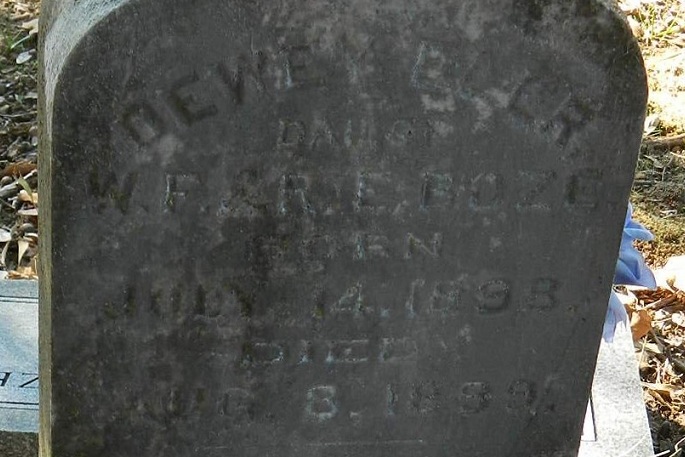 DEWEY
DAU. OF
W. F. & R. E. BOZE.
BORN
JULY 14, 1898.
DIED
AUG. 8, 1899.